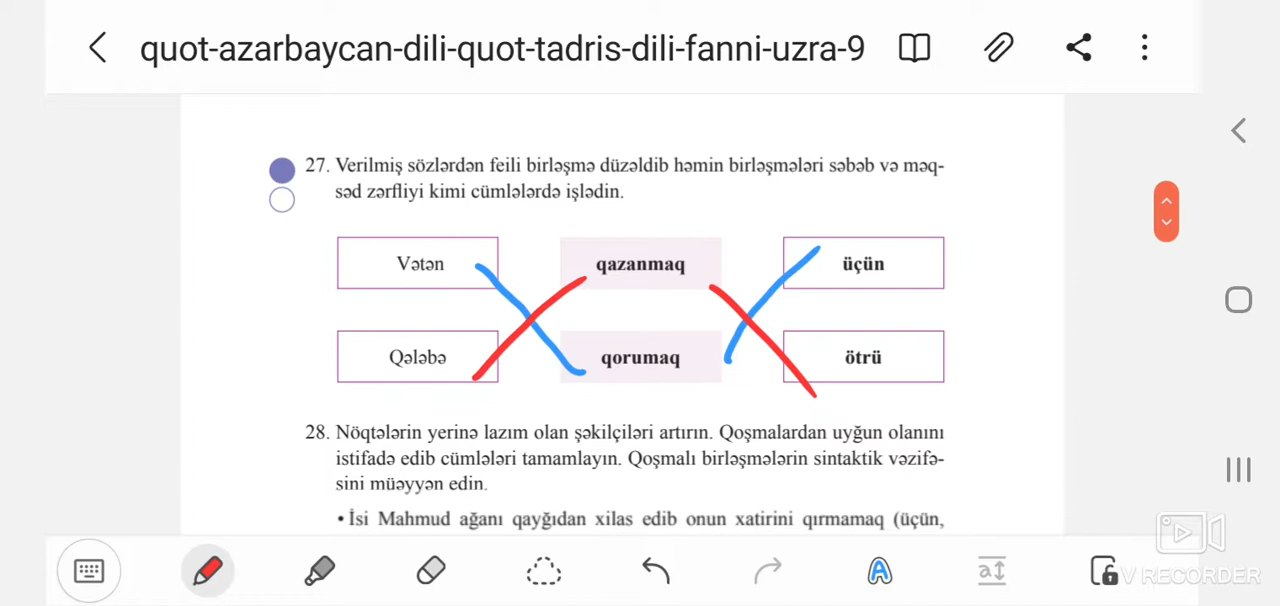 quot-azarbaycan-dili-quot-tadris-dili-fanni-uzra-9
27. Verilmiş sözlərdən feili birləşmə düzəldib həmin birləşmələri səbəb və məq-
səd zərfliyi kimi cümlələrdə işlədin.
Vətən qazanmaq üçün
Qələbə qorumaq ötrü
28. Nöqtələrin yerinə lazım olan şəkilçiləri artırın. Qoşmalardan uyğun olanını
istifadə edib cümlələri tamamlayın. Qoşmalı birləşmələrin sintaktik vəzifə-
sini müəyyən edin.
• İsi Mahmud ağanı qayğıdan xilas edib onun xatirini qırmamaq (üçün,
A a
V RECORDER